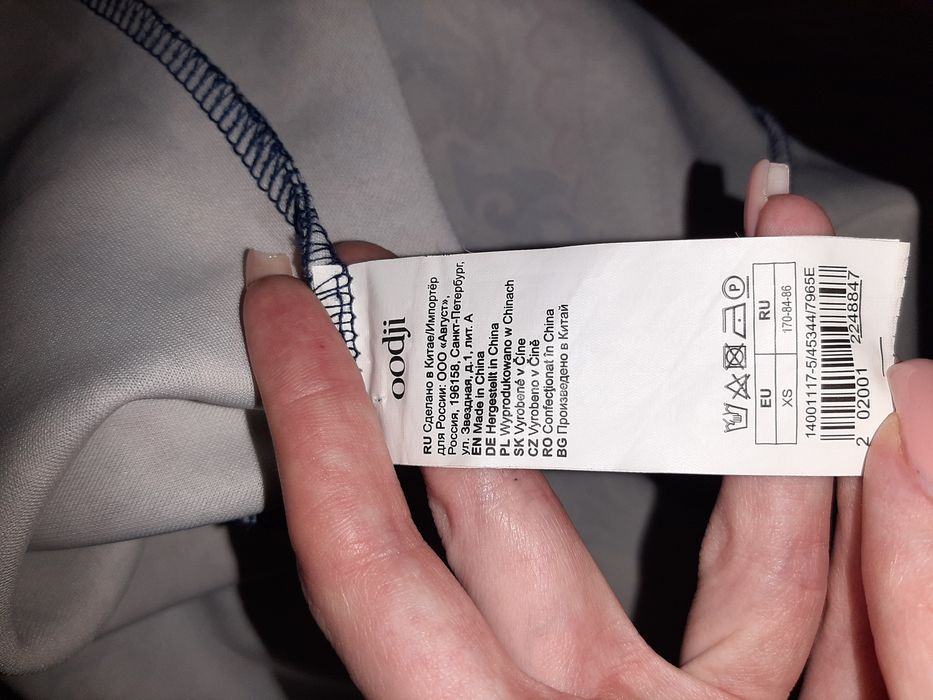 oodji
RU Сделано в Китае/Импортёр
для России: ООО «Август»,
Россия, 196158, Санкт-Петербург,
ул. Звездная, д.1, лит. А
EN Made in China
DE Hergestellt in China
PL Wyprodukowano w Chinach
SK Vyrobené v Číne
CZ Vyrobeno v Číně
RO Confecţionat în China
BG Произведено в Китай
EU RU
XS 170-84-86
14001117-5/45344/7965E
2 02001 2248847